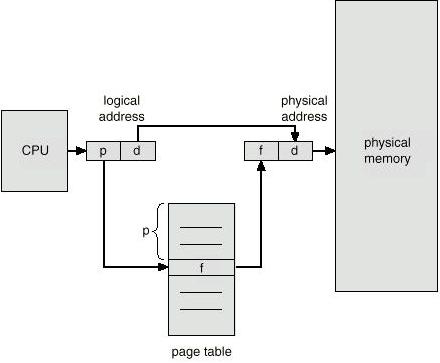 logical
address
physical
address
CPU
p d
f d
physical
memory
p
f
page table